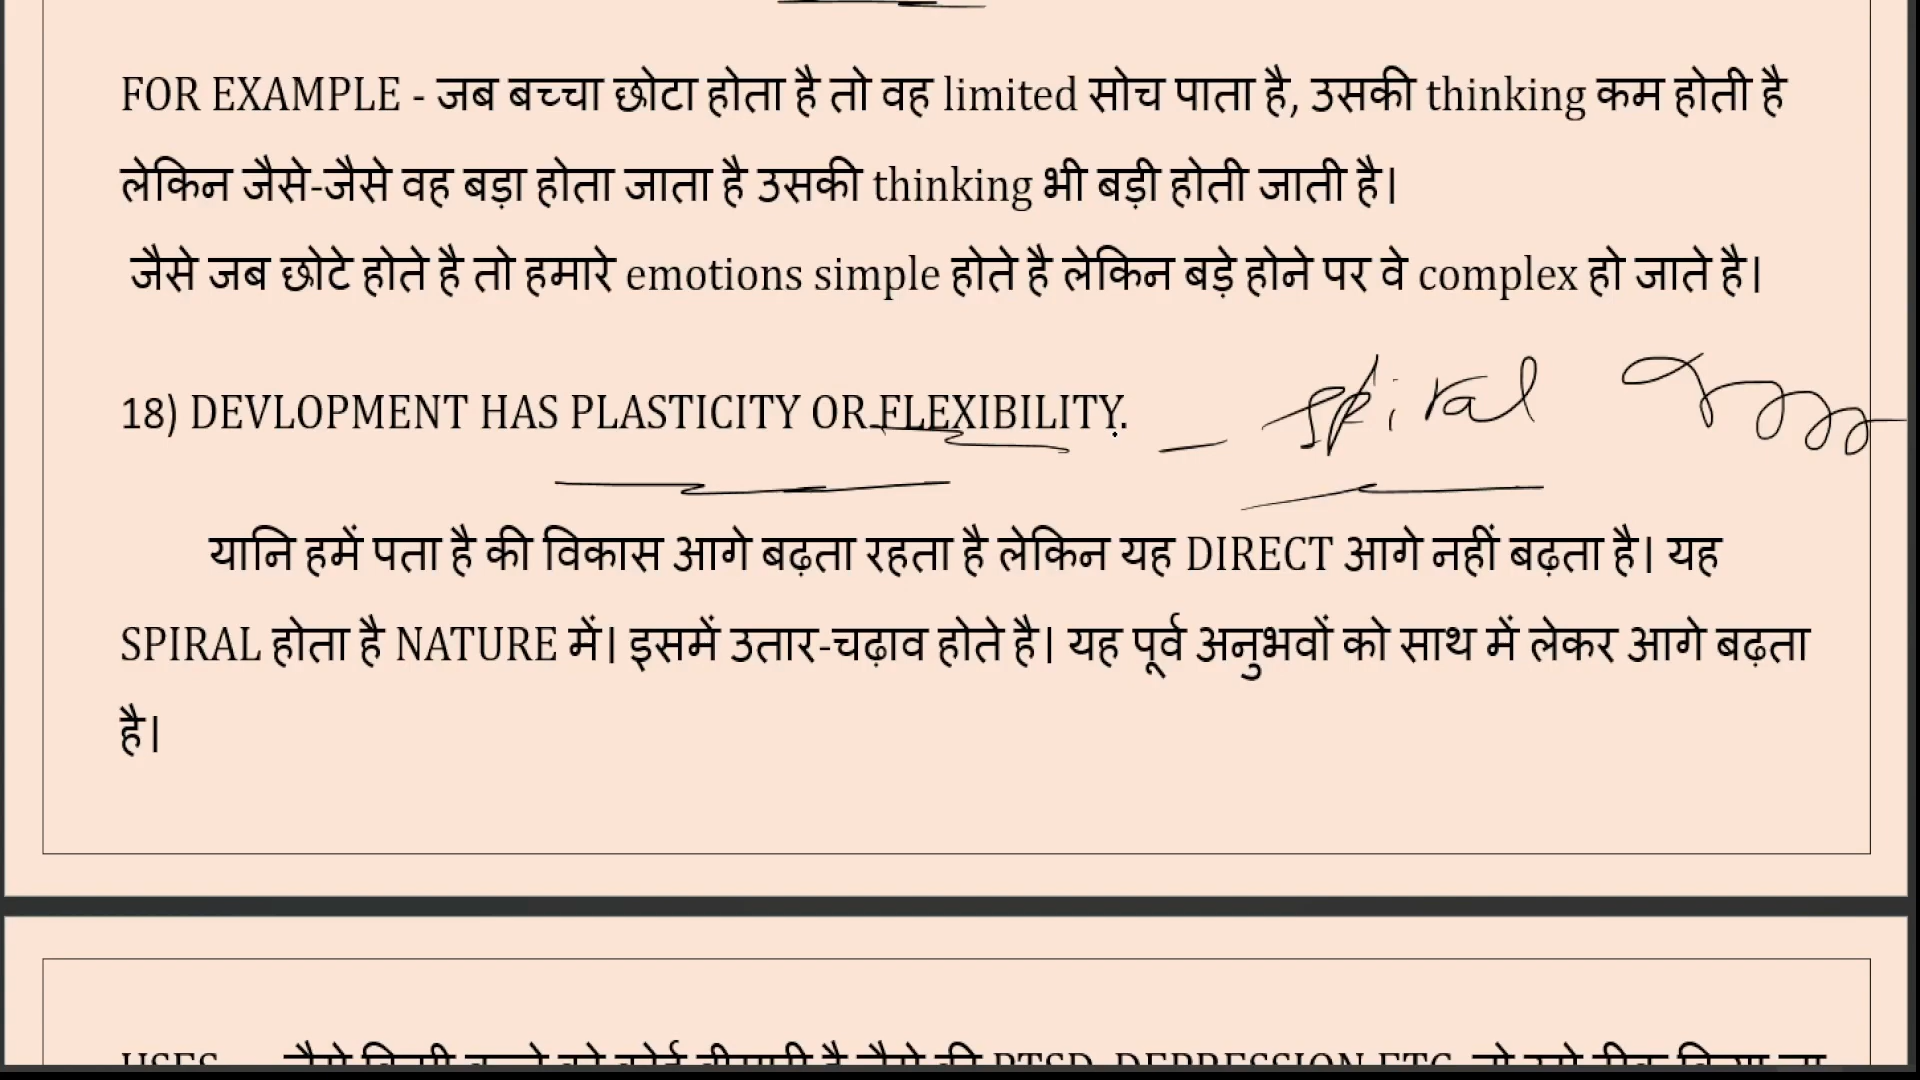 FOR EXAMPLE - जब बच्चा छोटा होता है तो वह limited सोच पाता है, उसकी thinking कम होती है
लेकिन जैसे-जैसे वह बड़ा होता जाता है उसकी thinking भी बड़ी होती जाती है।
जैसे जब छोटे होते है तो हमारे emotions simple होते है लेकिन बड़े होने पर वे complex हो जाते है।
18) DEVLOPMENT HAS PLASTICITY OR FLEXIBILITY. – spiral
यानि हमें पता है की विकास आगे बढ़ता रहता है लेकिन यह DIRECT आगे नहीं बढ़ता है। यह
SPIRAL होता है NATURE में। इसमें उतार-चढ़ाव होते है। यह पूर्व अनुभवों को साथ में लेकर आगे बढ़ता
है।